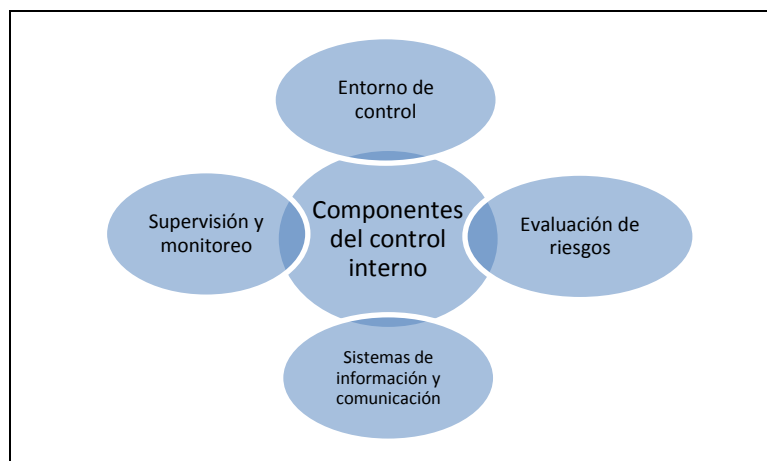 Entorno de
control
Supervisión y
monitoreo
Componentes
del control
interno
Evaluación de
riesgos
Sistemas de
información y
comunicación